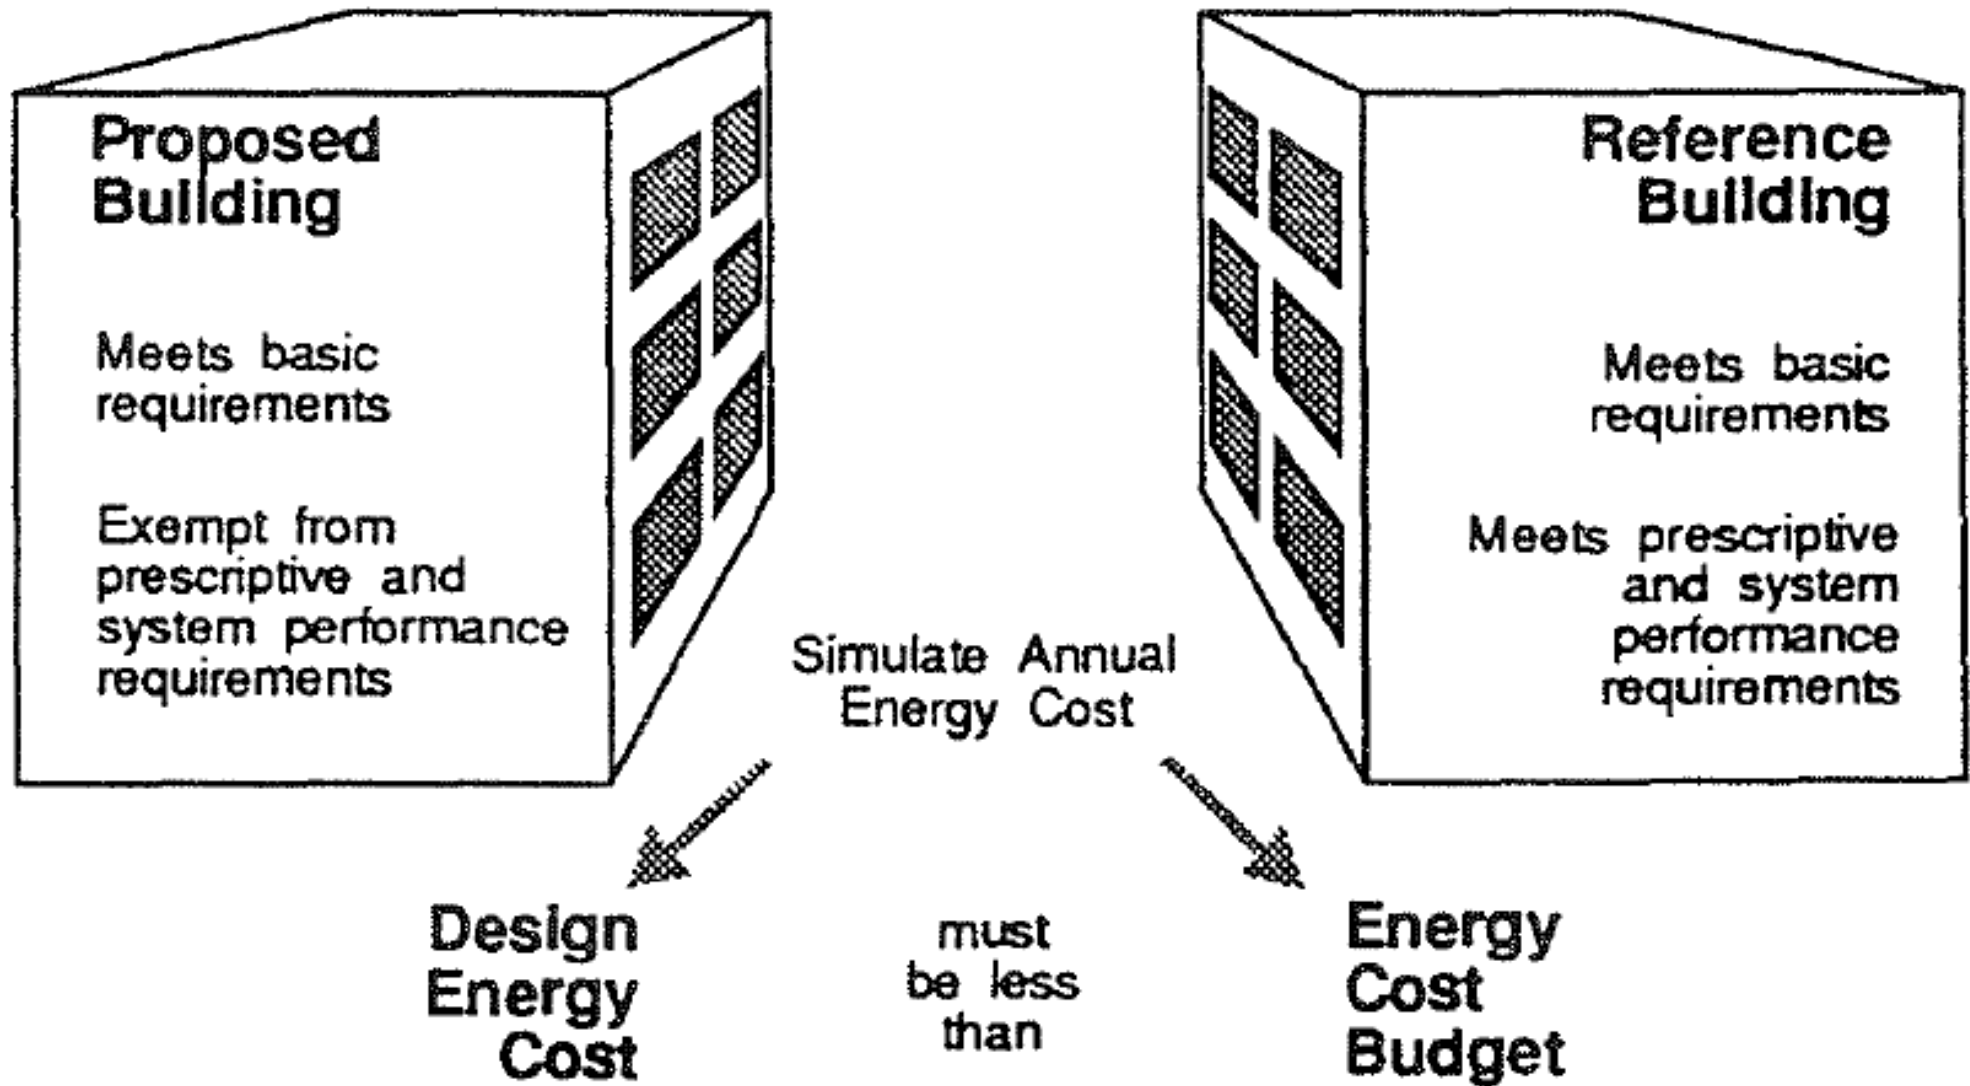 Proposed
Building
Meets basic
requirements
Exempt from
prescriptive and
system performance
requirements
Reference
Building
Meets basic
requirements
Meets prescriptive
and system
performance
requirements
Simulate Annual
Energy Cost
Design
Energy
Cost
must
be less
than
Energy
Cost
Budget